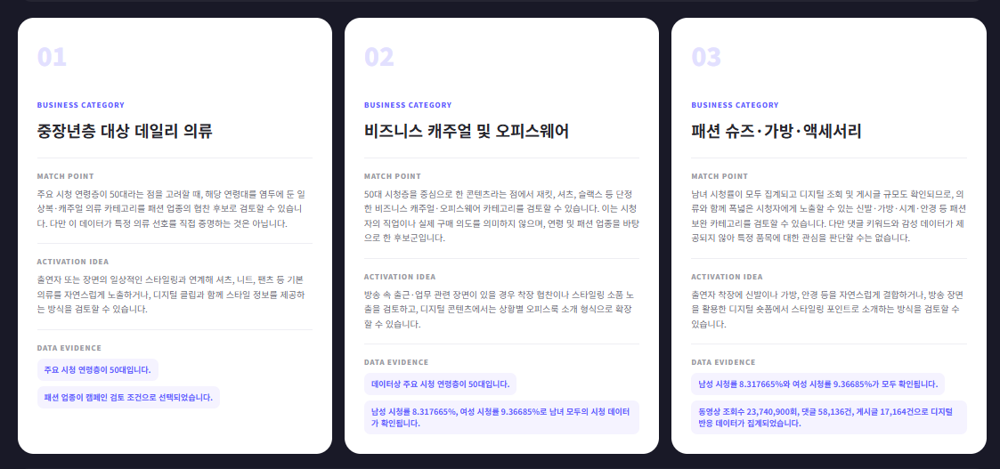 01
BUSINESS CATEGORY
중장년층 대상 데일리 의류
MATCH POINT
주요 시청 연령층이 50대라는 점을 고려할 때, 해당 연령대를 염두에 둔 일
상복·캐주얼 의류 카테고리를 패션 업종의 협찬 후보로 검토할 수 있습니
다. 다만 이 데이터가 특정 의류 선호를 직접 증명하는 것은 아닙니다.
ACTIVATION IDEA
출연자 또는 장면의 일상적인 스타일링과 연계해 셔츠, 니트, 팬츠 등 기본
의류를 자연스럽게 노출하거나, 디지털 클립과 함께 스타일 정보를 제공하
는 방식을 검토할 수 있습니다.
DATA EVIDENCE
주요 시청 연령층이 50대입니다.
패션 업종이 캠페인 검토 조건으로 선택되었습니다.
02
BUSINESS CATEGORY
비즈니스 캐주얼 및 오피스웨어
MATCH POINT
50대 시청층을 중심으로 한 콘텐츠라는 점에서 재킷, 셔츠, 슬랙스 등 단정
한 비즈니스 캐주얼·오피스웨어 카테고리를 검토할 수 있습니다. 이는 시청
자의 직업이나 실제 구매 의도를 의미하지 않으며, 연령 및 패션 업종을 바탕
으로 한 후보군입니다.
ACTIVATION IDEA
방송 속 출근·업무 관련 장면이 있을 경우 착장 협찬이나 스타일링 소품 노
출을 검토하고, 디지털 콘텐츠에서는 상황별 오피스룩 소개 형식으로 확장
할 수 있습니다.
DATA EVIDENCE
데이터상 주요 시청 연령층이 50대입니다.
남성 시청률 8.317665%, 여성 시청률 9.36685%로 남녀 모두의 시청 데이터
가 확인됩니다.
03
BUSINESS CATEGORY
패션 슈즈·가방·액세서리
MATCH POINT
남녀 시청률이 모두 집계되고 디지털 조회 및 게시글 규모도 확인되므로, 의
류와 함께 폭넓은 시청자에게 노출할 수 있는 신발·가방·시계·안경 등 패션
보완 카테고리를 검토할 수 있습니다. 다만 댓글 키워드와 감성 데이터가 제
공되지 않아 특정 품목에 대한 관심을 판단할 수는 없습니다.
ACTIVATION IDEA
출연자 착장에 신발이나 가방, 안경 등을 자연스럽게 결합하거나, 방송 장면
을 활용한 디지털 숏폼에서 스타일링 포인트로 소개하는 방식을 검토할 수
있습니다.
DATA EVIDENCE
남성 시청률 8.317665%와 여성 시청률 9.36685%가 모두 확인됩니다.
동영상 조회수 23,740,900회, 댓글 58,136건, 게시글 17,164건으로 디지털
반응 데이터가 집계되었습니다.